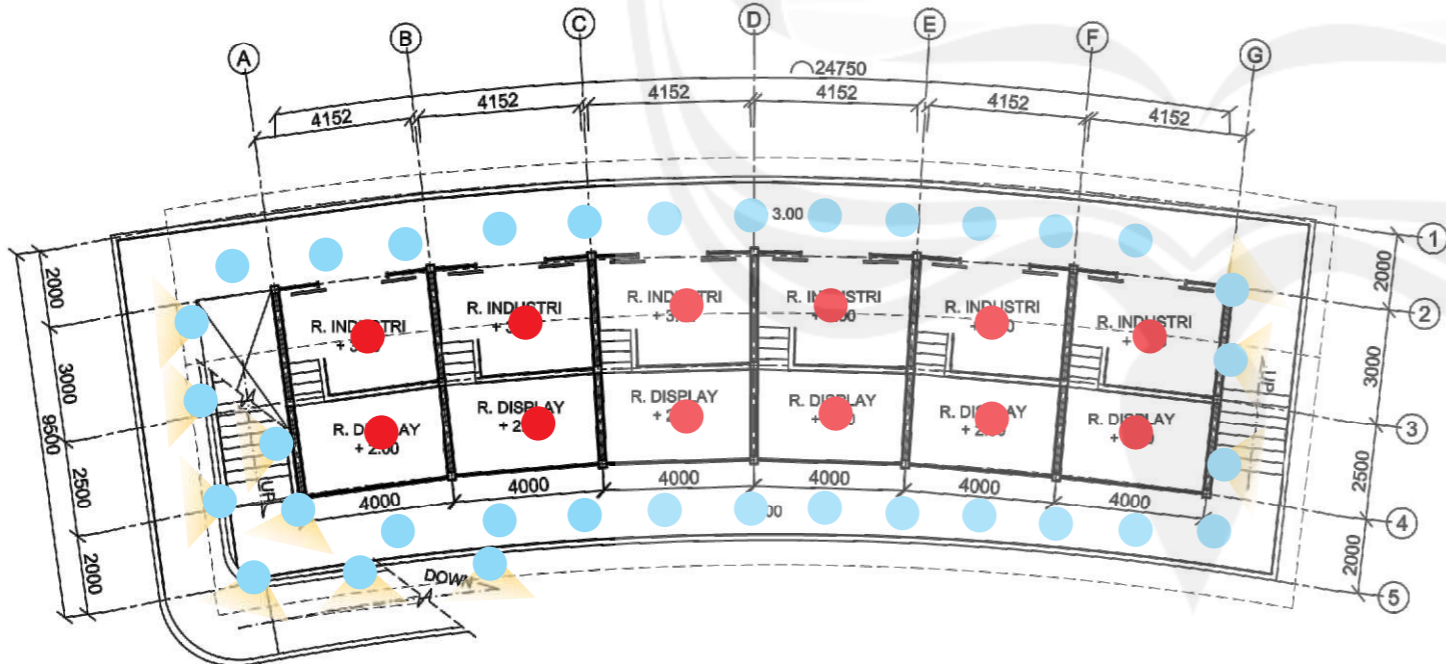 D
C
E
B
F
A
G
24750
4152
4152
4152
4152
4152
4152
3.00
1
2
3
4
5
2000
3000
2500
2000
9500
2000
3000
2500
2000
R. INDUSTRI
R. INDUSTRI
R. INDUSTRI
R. INDUSTRI
R. INDUSTRI
R. INDUSTRI
R. DISPLAY
+ 2.00
R. DISPLAY
R. DISPLAY
R. DISPLAY
R. DISPLAY
R. DISPLAY
UP
UP
4000
4000
4000
4000
4000
4000
DOWN